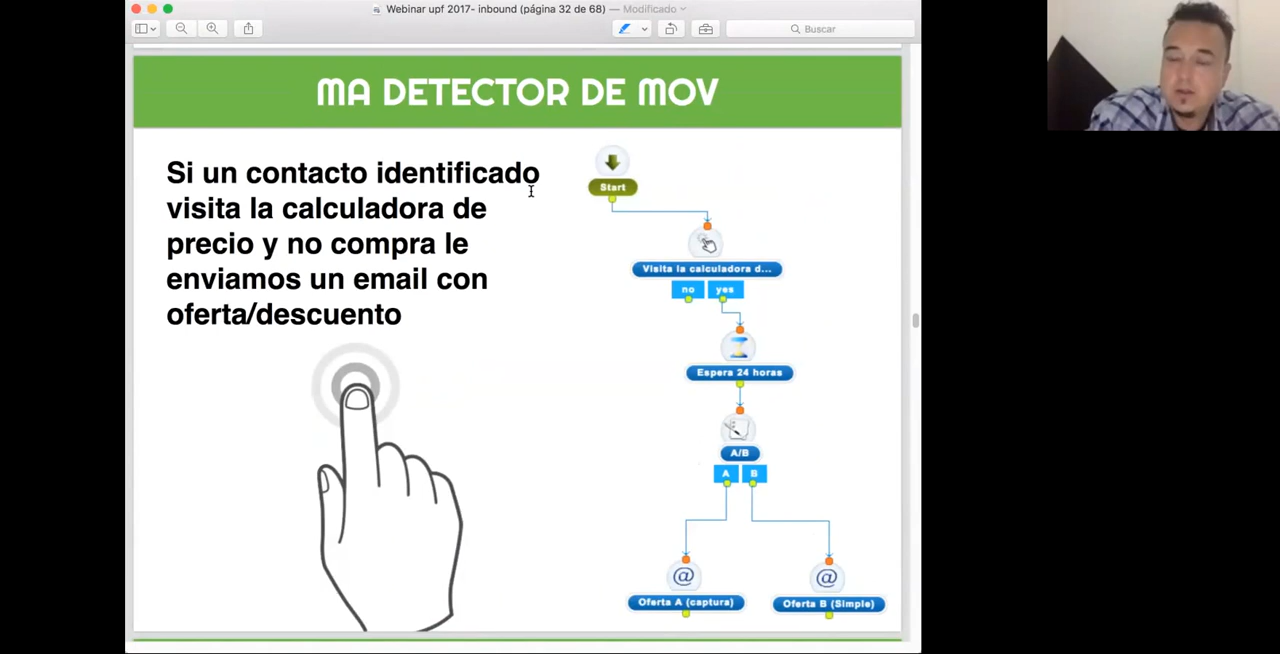 Webinar upf 2017- inbound (página 32 de 68) — Modificado
Buscar
MA DETECTOR DE MOV
Si un contacto identificado
visita la calculadora de
precio y no compra le
enviamos un email con
oferta/descuento
Start
Visita la calculadora d...
no yes
Espera 24 horas
A/B
A B
@ @
Oferta A (captura) Oferta B (Simple)